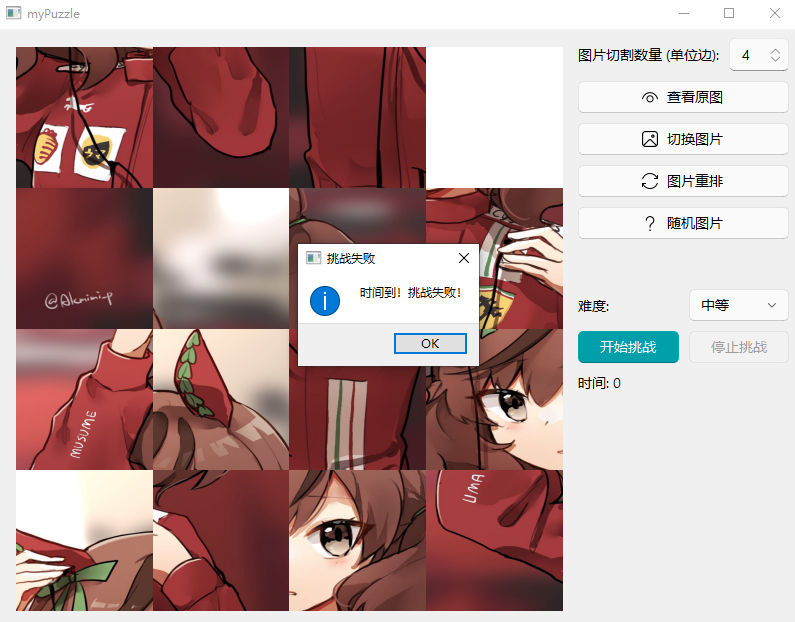 myPuzzle
图片切割数量 (单位边):
4
查看原图
切换图片
图片重排
随机图片
挑战失败
时间到！挑战失败！
OK
难度:
中等
开始挑战
停止挑战
时间: 0
MUSUME
UMA